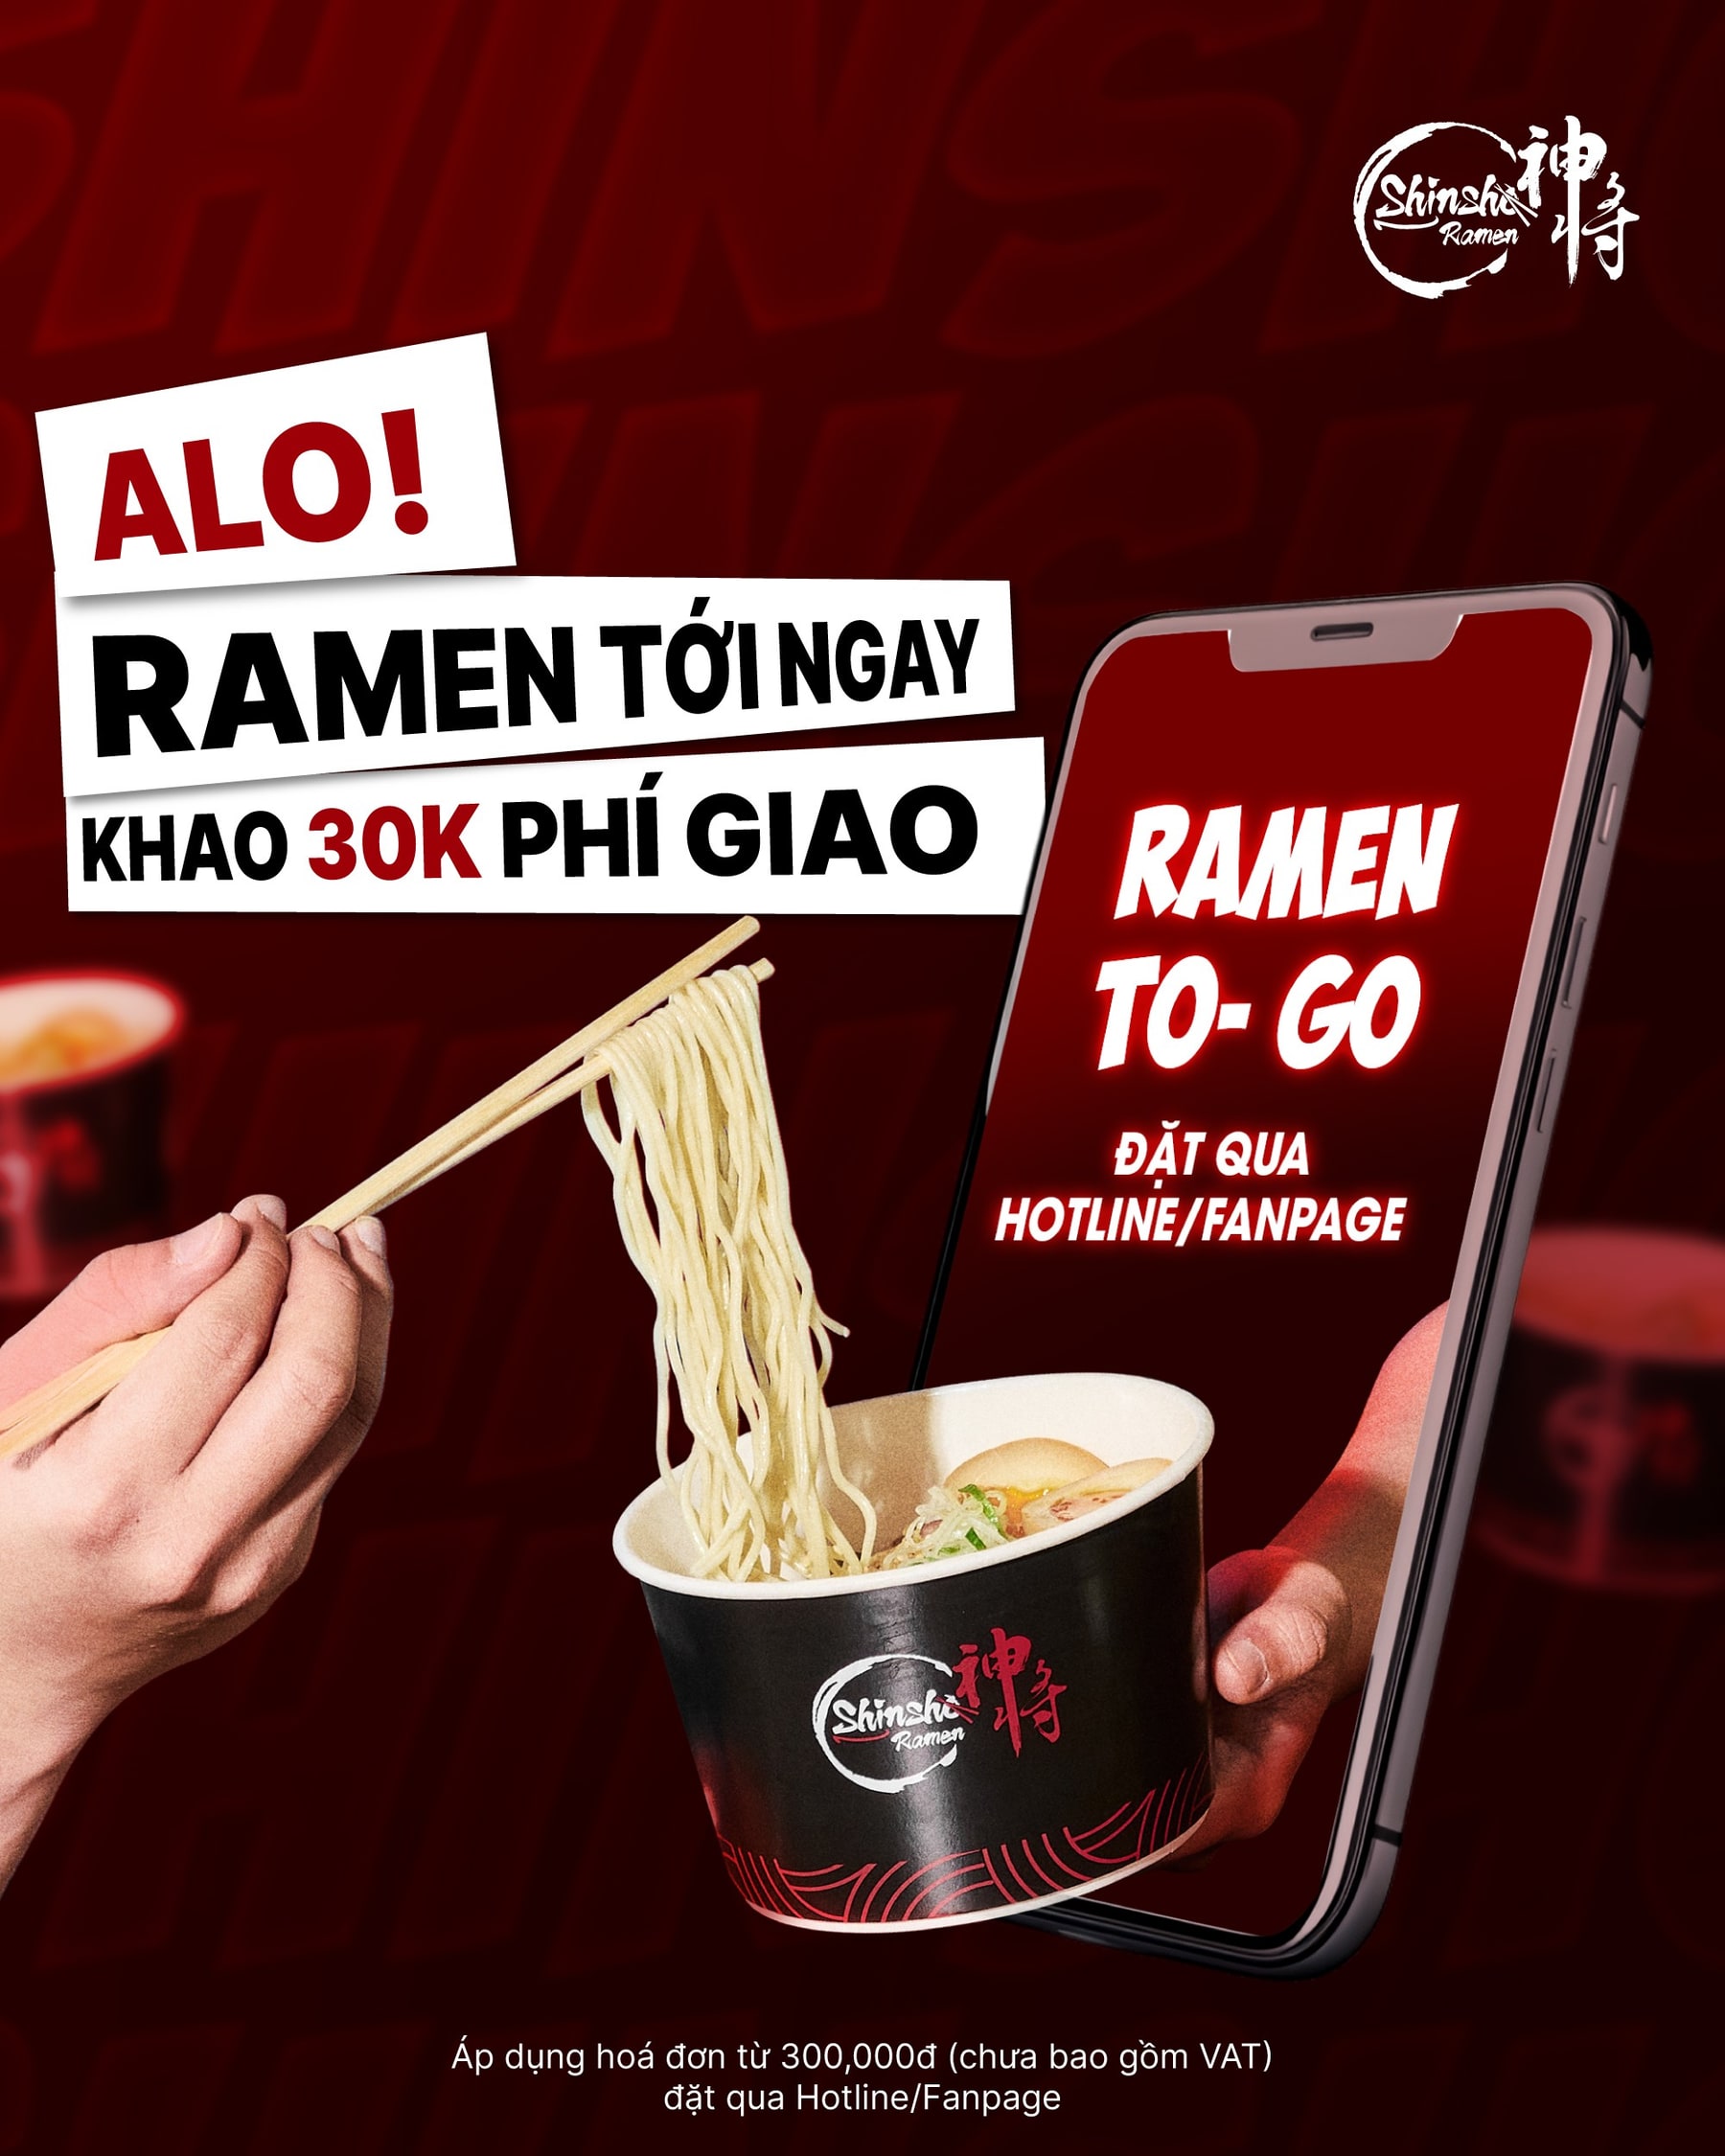 Shinsho
Ramen
神将
ALO!
RAMEN TỚI NGAY
KHAO 30K PHÍ GIAO
RAMEN
TO- GO
ĐẶT QUA
HOTLINE/FANPAGE
Shinsho
Ramen
神将
Áp dụng hoá đơn từ 300,000đ (chưa bao gồm VAT)
đặt qua Hotline/Fanpage